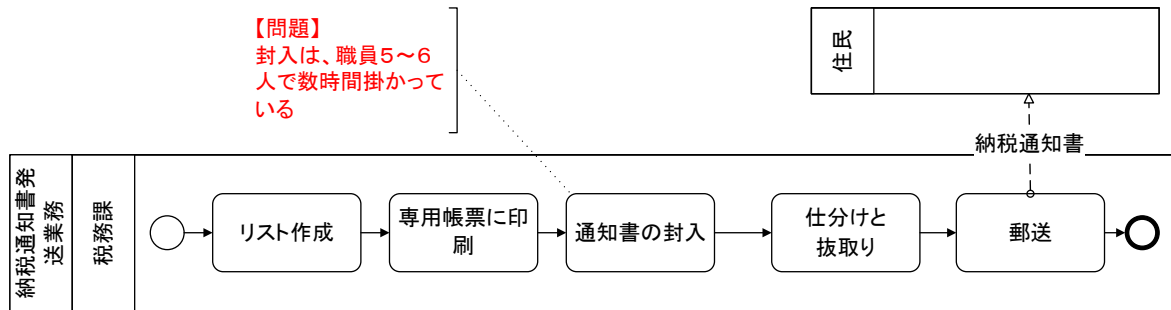 【問題】
封入は、職員５～６
人で数時間掛かって
いる
住民
納税通知書
納税通知書発
送業務
税務課
リスト作成
専用帳票に印
刷
通知書の封入
仕分けと
抜取り
郵送